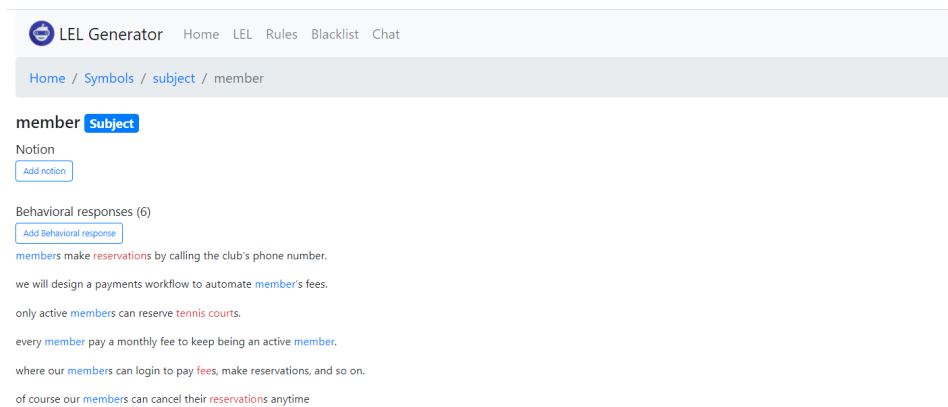 LEL Generator Home LEL Rules Blacklist Chat
Home / Symbols / subject / member
member Subject
Notion
Add notion
Behavioral responses (6)
Add Behavioral response
members make reservations by calling the club's phone number.
we will design a payments workflow to automate member's fees.
only active members can reserve tennis courts.
every member pay a monthly fee to keep being an active member.
where our members can login to pay fees, make reservations, and so on.
of course our members can cancel their reservations anytime